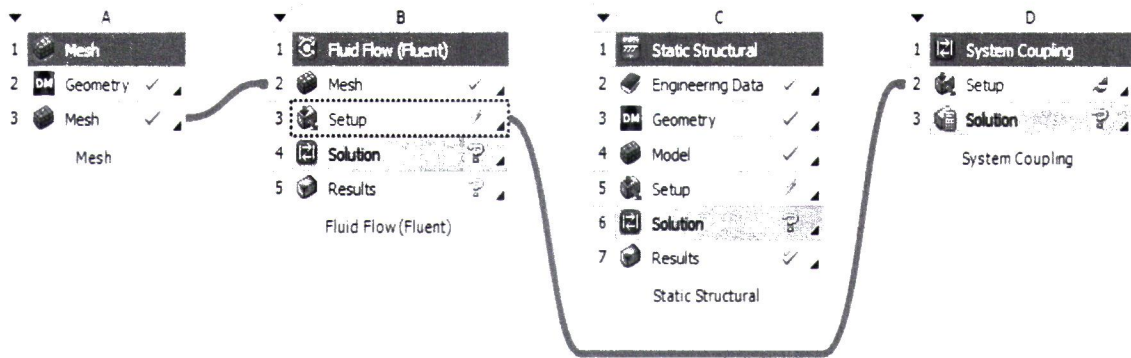 A
1 Mesh
2 DM Geometry
3 Mesh
Mesh
B
1 Fluid Flow (Fluent)
2 Mesh
3 Setup
4 Solution ?
5 Results ?
Fluid Flow (Fluent)
C
1 Static Structural
2 Engineering Data
3 DM Geometry
4 Model
5 Setup
6 Solution ?
7 Results
Static Structural
D
1 System Coupling
2 Setup
3 Solution ?
System Coupling